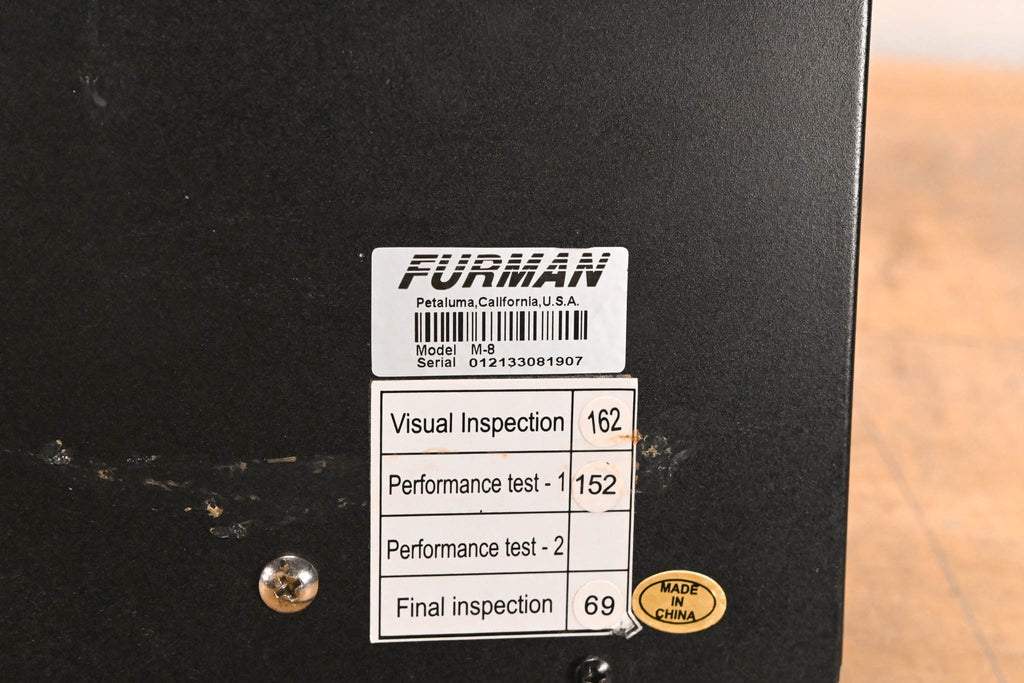 FURMAN
Petaluma,California,U.S.A.
Model M-8
Serial 012133081907
Visual Inspection 162
Performance test - 1 152
Performance test - 2
Final inspection 69
MADE
IN
CHINA